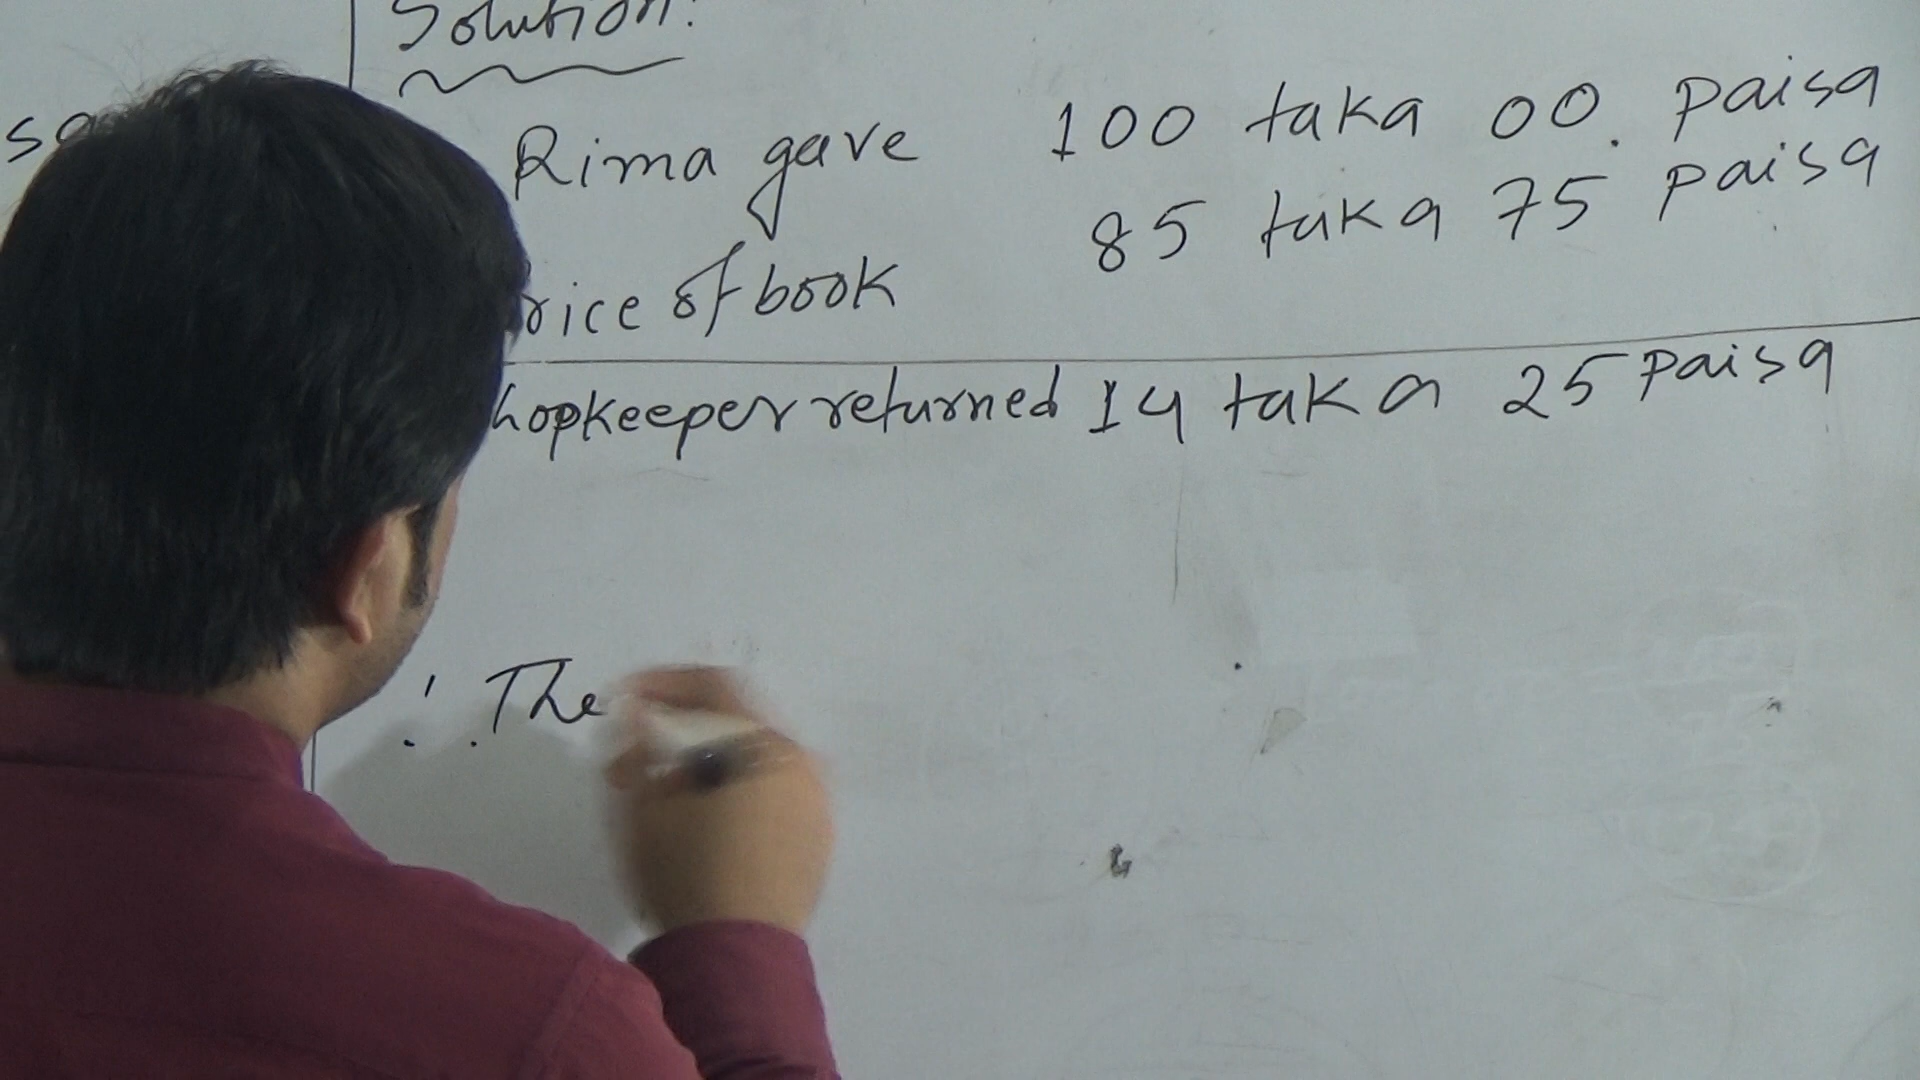 Solution:
Rima gave 100 taka 00 paisa
rice of book 85 taka 75 paisa
hopkeeper returned 14 taka 25 paisa
∴ The